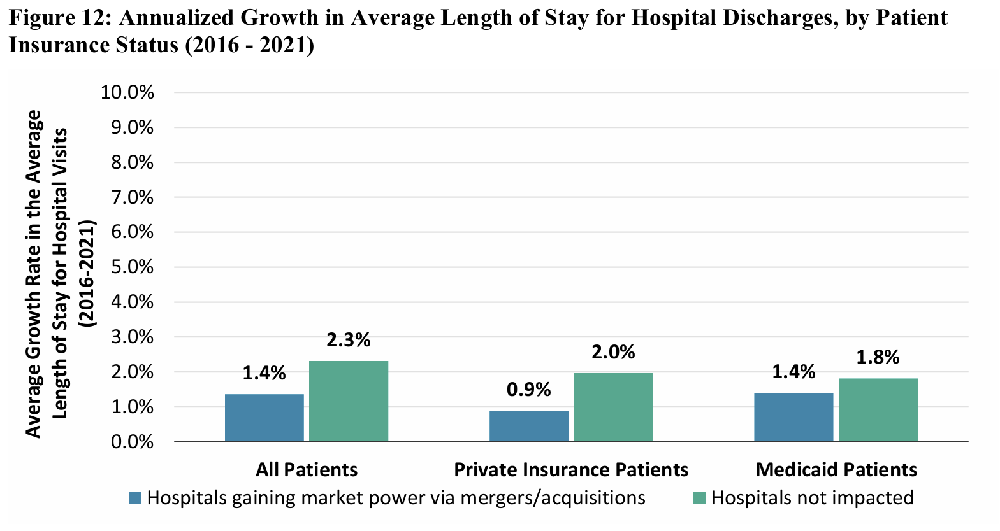 Figure 12: Annualized Growth in Average Length of Stay for Hospital Discharges, by Patient
Insurance Status (2016 - 2021)
Average Growth Rate in the Average
Length of Stay for Hospital Visits
(2016-2021)
10.0%
9.0%
8.0%
7.0%
6.0%
5.0%
4.0%
3.0%
2.0%
1.0%
0.0%
1.4%
2.3%
0.9%
2.0%
1.4%
1.8%
All Patients
Private Insurance Patients
Medicaid Patients
Hospitals gaining market power via mergers/acquisitions
Hospitals not impacted